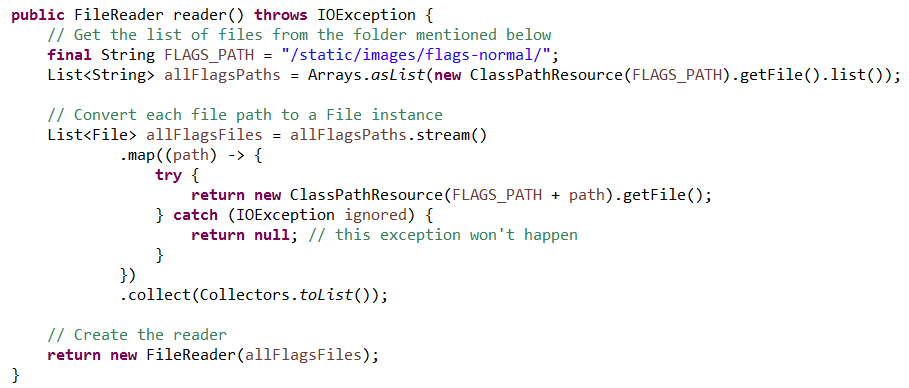 public FileReader reader() throws IOException {
    // Get the list of files from the folder mentioned below
    final String FLAGS_PATH = "/static/images/flags-normal/";
    List<String> allFlagsPaths = Arrays.asList(new ClassPathResource(FLAGS_PATH).getFile().list());

    // Convert each file path to a File instance
    List<File> allFlagsFiles = allFlagsPaths.stream()
            .map((path) -> {
                try {
                    return new ClassPathResource(FLAGS_PATH + path).getFile();
                } catch (IOException ignored) {
                    return null; // this exception won't happen
                }
            })
            .collect(Collectors.toList());

    // Create the reader
    return new FileReader(allFlagsFiles);
}